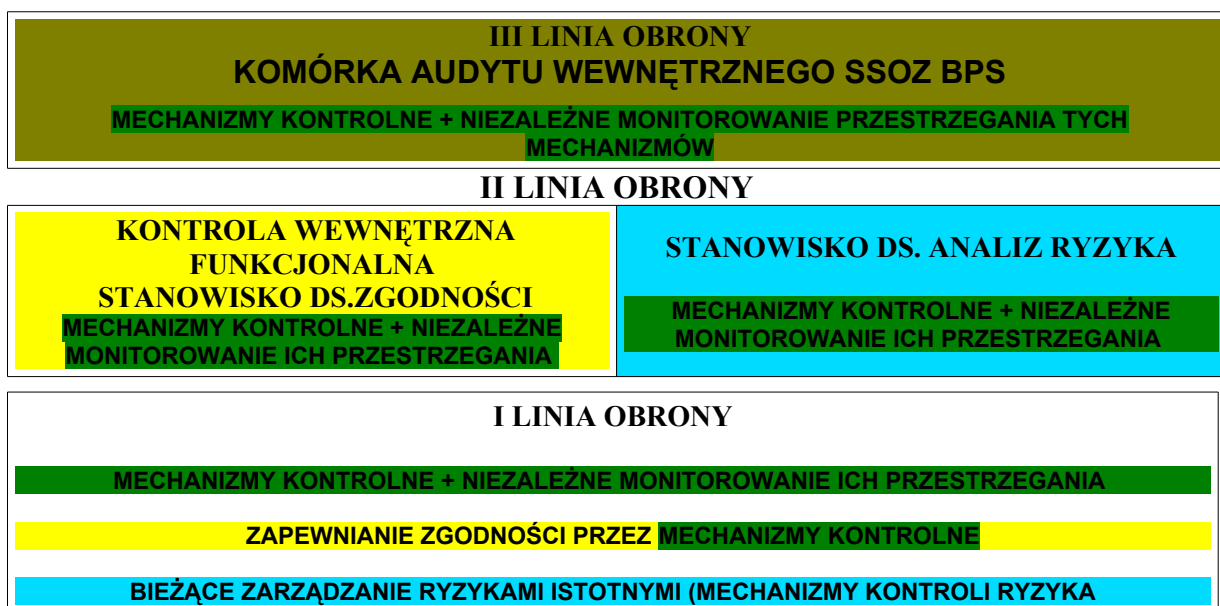 III LINIA OBRONY
KOMÓRKA AUDYTU WEWNĘTRZNEGO SSOZ BPS
MECHANIZMY KONTROLNE + NIEZALEŻNE MONITOROWANIE PRZESTRZEGANIA TYCH
MECHANIZMÓW
II LINIA OBRONY
KONTROLA WEWNĘTRZNA
FUNKCJONALNA
STANOWISKO DS.ZGODNOŚCI
MECHANIZMY KONTROLNE + NIEZALEŻNE
MONITOROWANIE ICH PRZESTRZEGANIA
STANOWISKO DS. ANALIZ RYZYKA
MECHANIZMY KONTROLNE + NIEZALEŻNE
MONITOROWANIE ICH PRZESTRZEGANIA
I LINIA OBRONY
MECHANIZMY KONTROLNE + NIEZALEŻNE MONITOROWANIE ICH PRZESTRZEGANIA
ZAPEWNIANIE ZGODNOŚCI PRZEZ MECHANIZMY KONTROLNE
BIEŻĄCE ZARZĄDZANIE RYZYKAMI ISTOTNYMI (MECHANIZMY KONTROLI RYZYKA